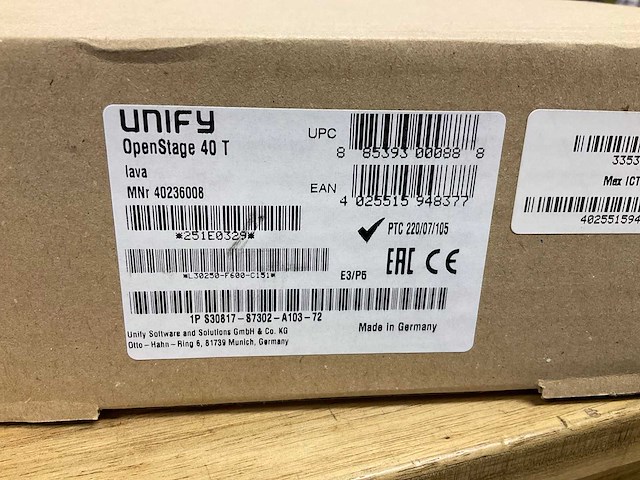 UNIFY
OpenStage 40 T
lava
MNr 40236008
UPC
8 85393 00088 8
EAN
4 025515 948377
*251E0329*
PTC 220/07/105
*L30250-F600-C151*
E3/P5
EAC CE
1P S30817-87302-A103-72
Unify Software and Solutions GmbH & Co. KG
Otto-Hahn-Ring 6, 81739 Munich, Germany
Made in Germany
3353
Max ICT
402551594